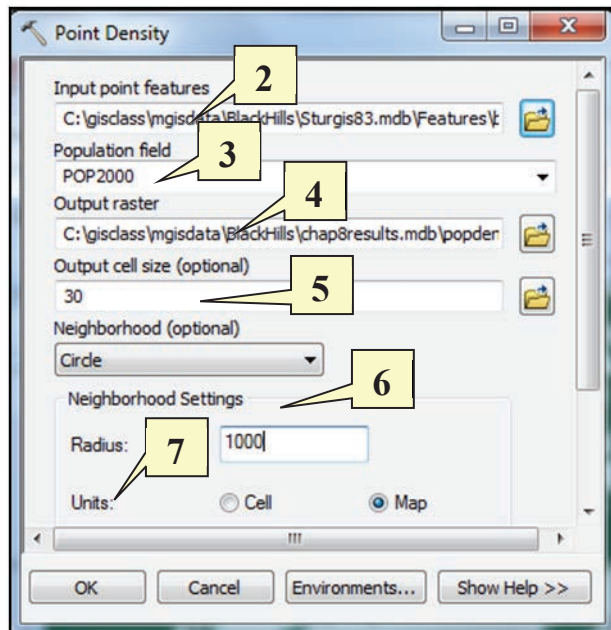 Point Density
Input point features
2
C:\gisclass\mgisdata\BlackHills\Sturgis83.mdb\Features\b
Population field
3
POP2000
Output raster
4
C:\gisclass\mgisdata\BlackHills\chap8results.mdb\popden
Output cell size (optional)
30
5
Neighborhood (optional)
Circle
Neighborhood Settings
6
Radius:
7
1000
Units:
Cell
Map
OK
Cancel
Environments...
Show Help >>